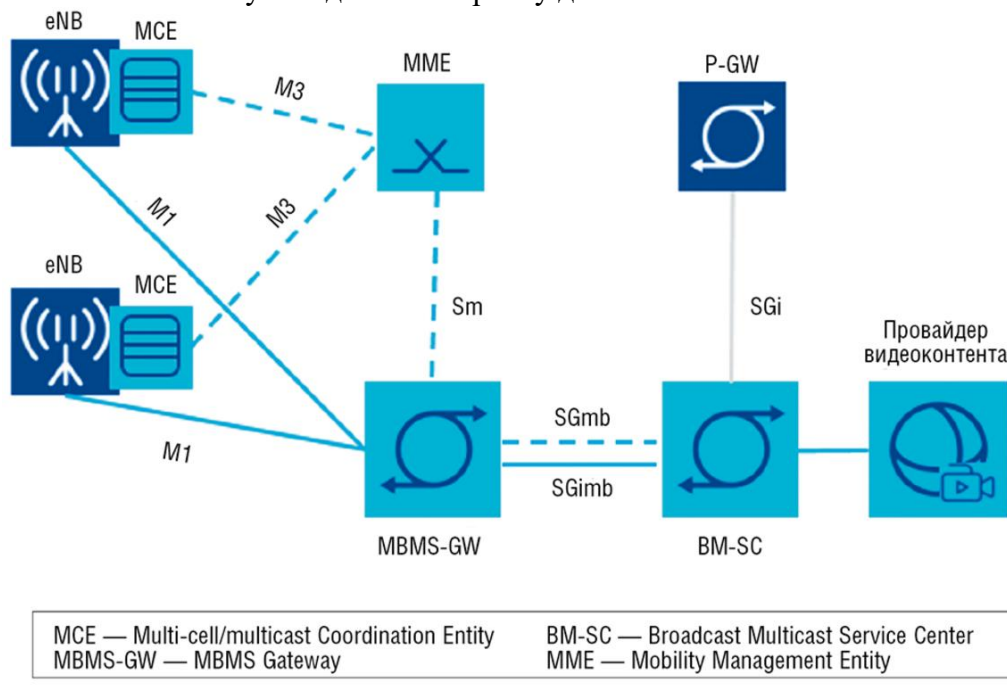 eNB
MCE
M3
MME
P-GW
M1
M3
eNB
MCE
Sm
SGi
Провайдер
видеоконтента
M1
SGmb
SGimb
MBMS-GW
BM-SC
MCE — Multi-cell/multicast Coordination Entity
MBMS-GW — MBMS Gateway
BM-SC — Broadcast Multicast Service Center
MME — Mobility Management Entity